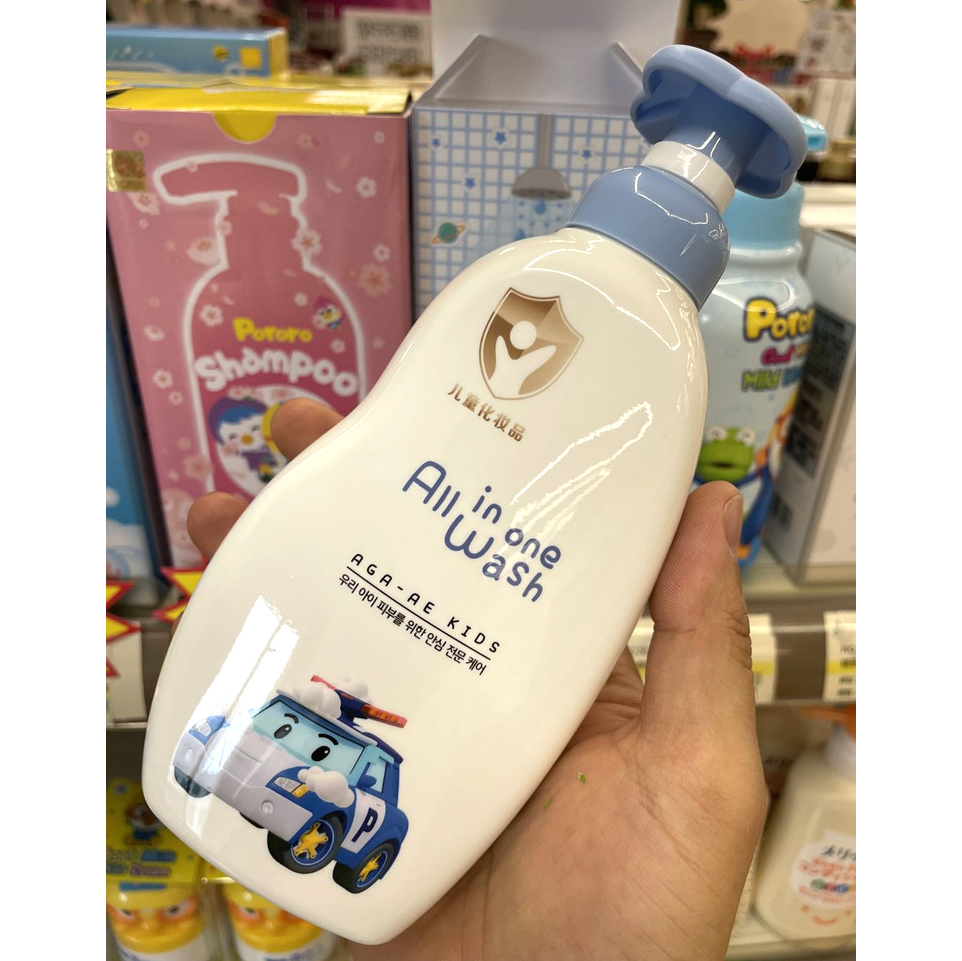 儿童化妆品
All in one
Wash
AGA-AE KIDS
우리 아이 피부를 위한 안심 전문 케어
P
Pororo
Shampoo
Pororo
Mild